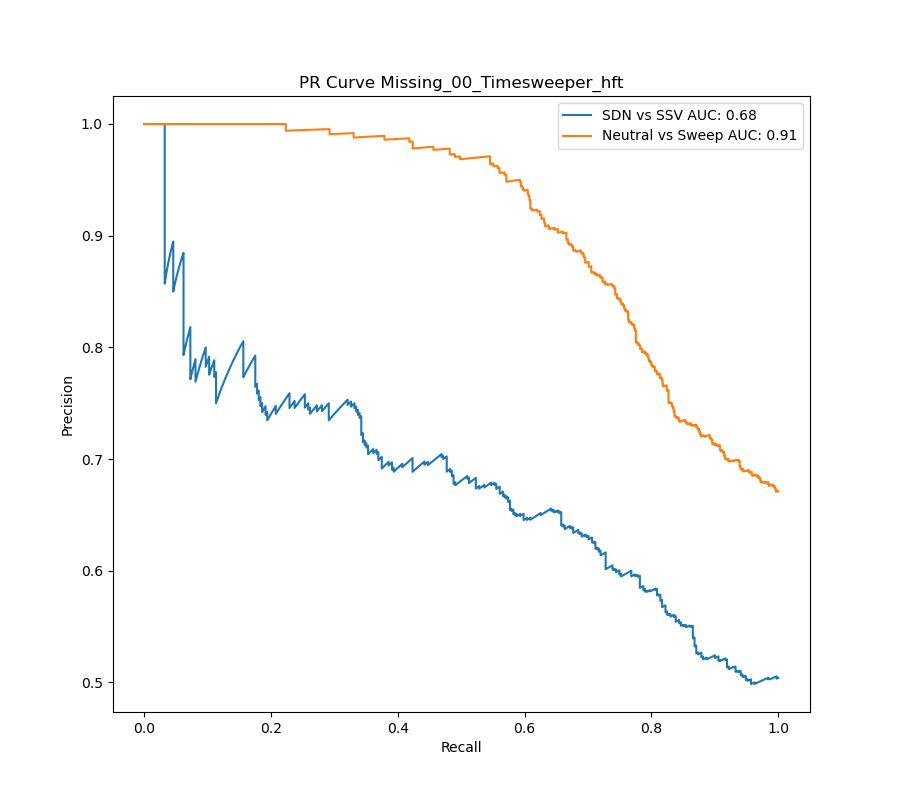 PR Curve Missing_00_Timesweeper_hft
SDN vs SSV AUC: 0.68
Neutral vs Sweep AUC: 0.91
1.0
0.9
0.8
0.7
0.6
0.5
Precision
0.0 0.2 0.4 0.6 0.8 1.0
Recall